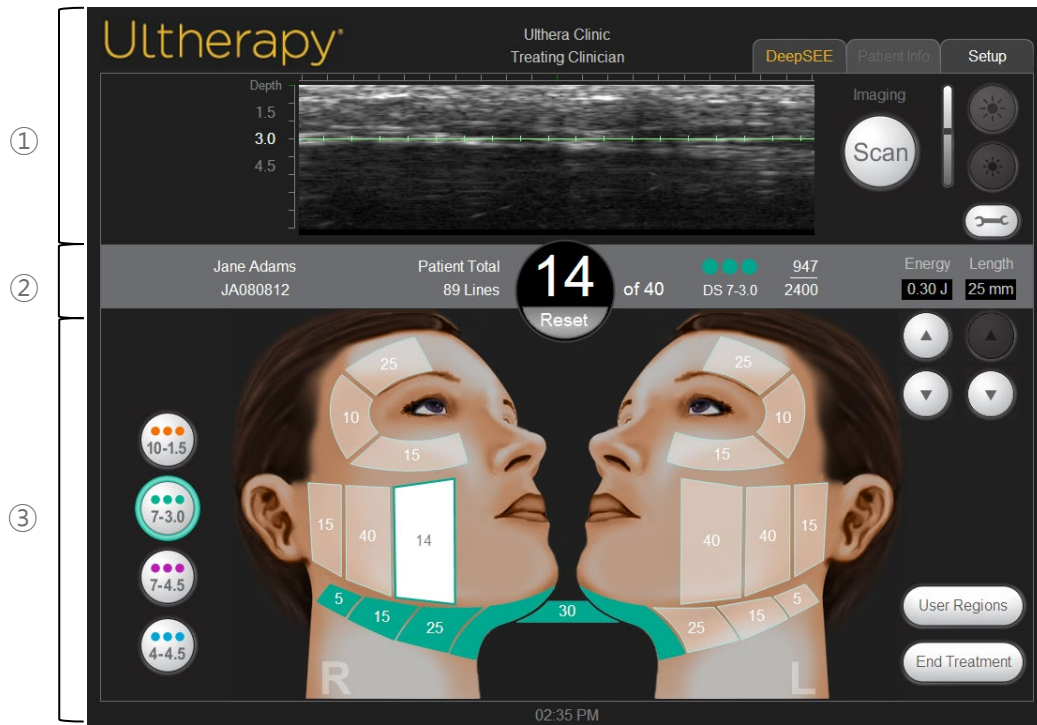 Ultherapy®
Ulthera Clinic
Treating Clinician
DeepSEE
Patient Info
Setup
①
Depth
1.5
3.0
4.5
Imaging
Scan
②
Jane Adams
JA080812
Patient Total
89 Lines
14
Reset
of 40
DS 7-3.0
947
2400
Energy
0.30 J
Length
25 mm
③
25
10
15
15
40
14
5
15
25
30
25
10
15
40
40
15
25
15
5
10-1.5
7-3.0
7-4.5
4-4.5
R
L
User Regions
End Treatment
02:35 PM